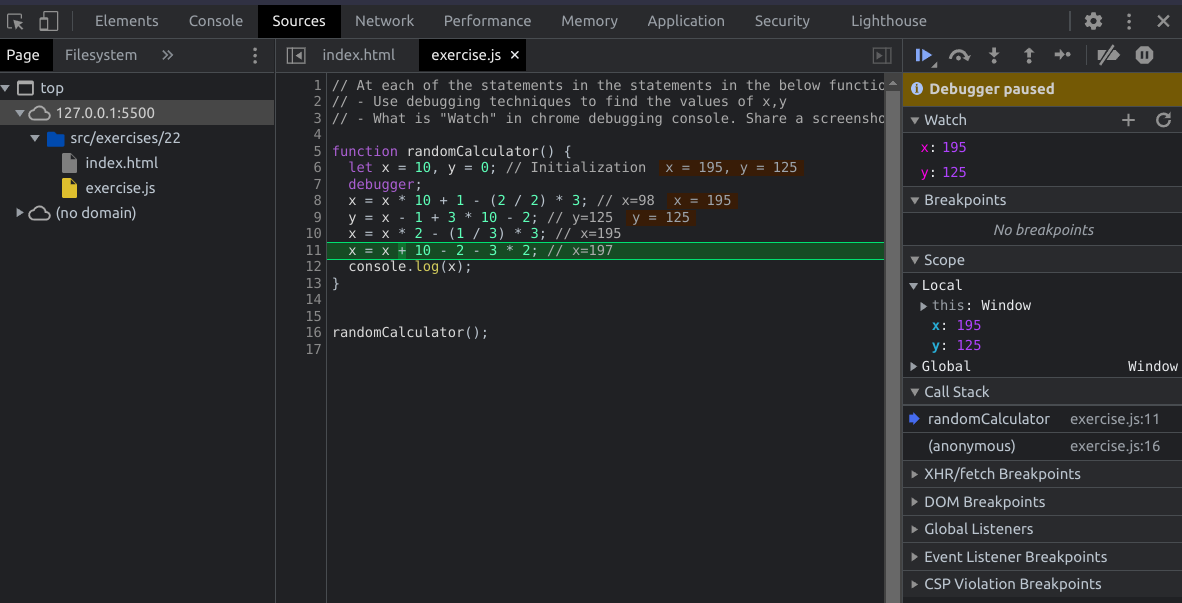 Elements Console Sources Network Performance Memory Application Security Lighthouse
Page Filesystem »
top
127.0.0.1:5500
src/exercises/22
index.html
exercise.js
(no domain)
index.html exercise.js ×
1 // At each of the statements in the statements in the below functio
2 // - Use debugging techniques to find the values of x,y
3 // - What is "Watch" in chrome debugging console. Share a screensho
4
5 function randomCalculator() {
6 let x = 10, y = 0; // Initialization x = 195, y = 125
7 debugger;
8 x = x * 10 + 1 - (2 / 2) * 3; // x=98 x = 195
9 y = x - 1 + 3 * 10 - 2; // y=125 y = 125
10 x = x * 2 - (1 / 3) * 3; // x=195
11 x = x + 10 - 2 - 3 * 2; // x=197
12 console.log(x);
13 }
14
15
16 randomCalculator();
17
Debugger paused
Watch
x: 195
y: 125
Breakpoints
No breakpoints
Scope
Local
this: Window
x: 195
y: 125
Global Window
Call Stack
randomCalculator exercise.js:11
(anonymous) exercise.js:16
XHR/fetch Breakpoints
DOM Breakpoints
Global Listeners
Event Listener Breakpoints
CSP Violation Breakpoints